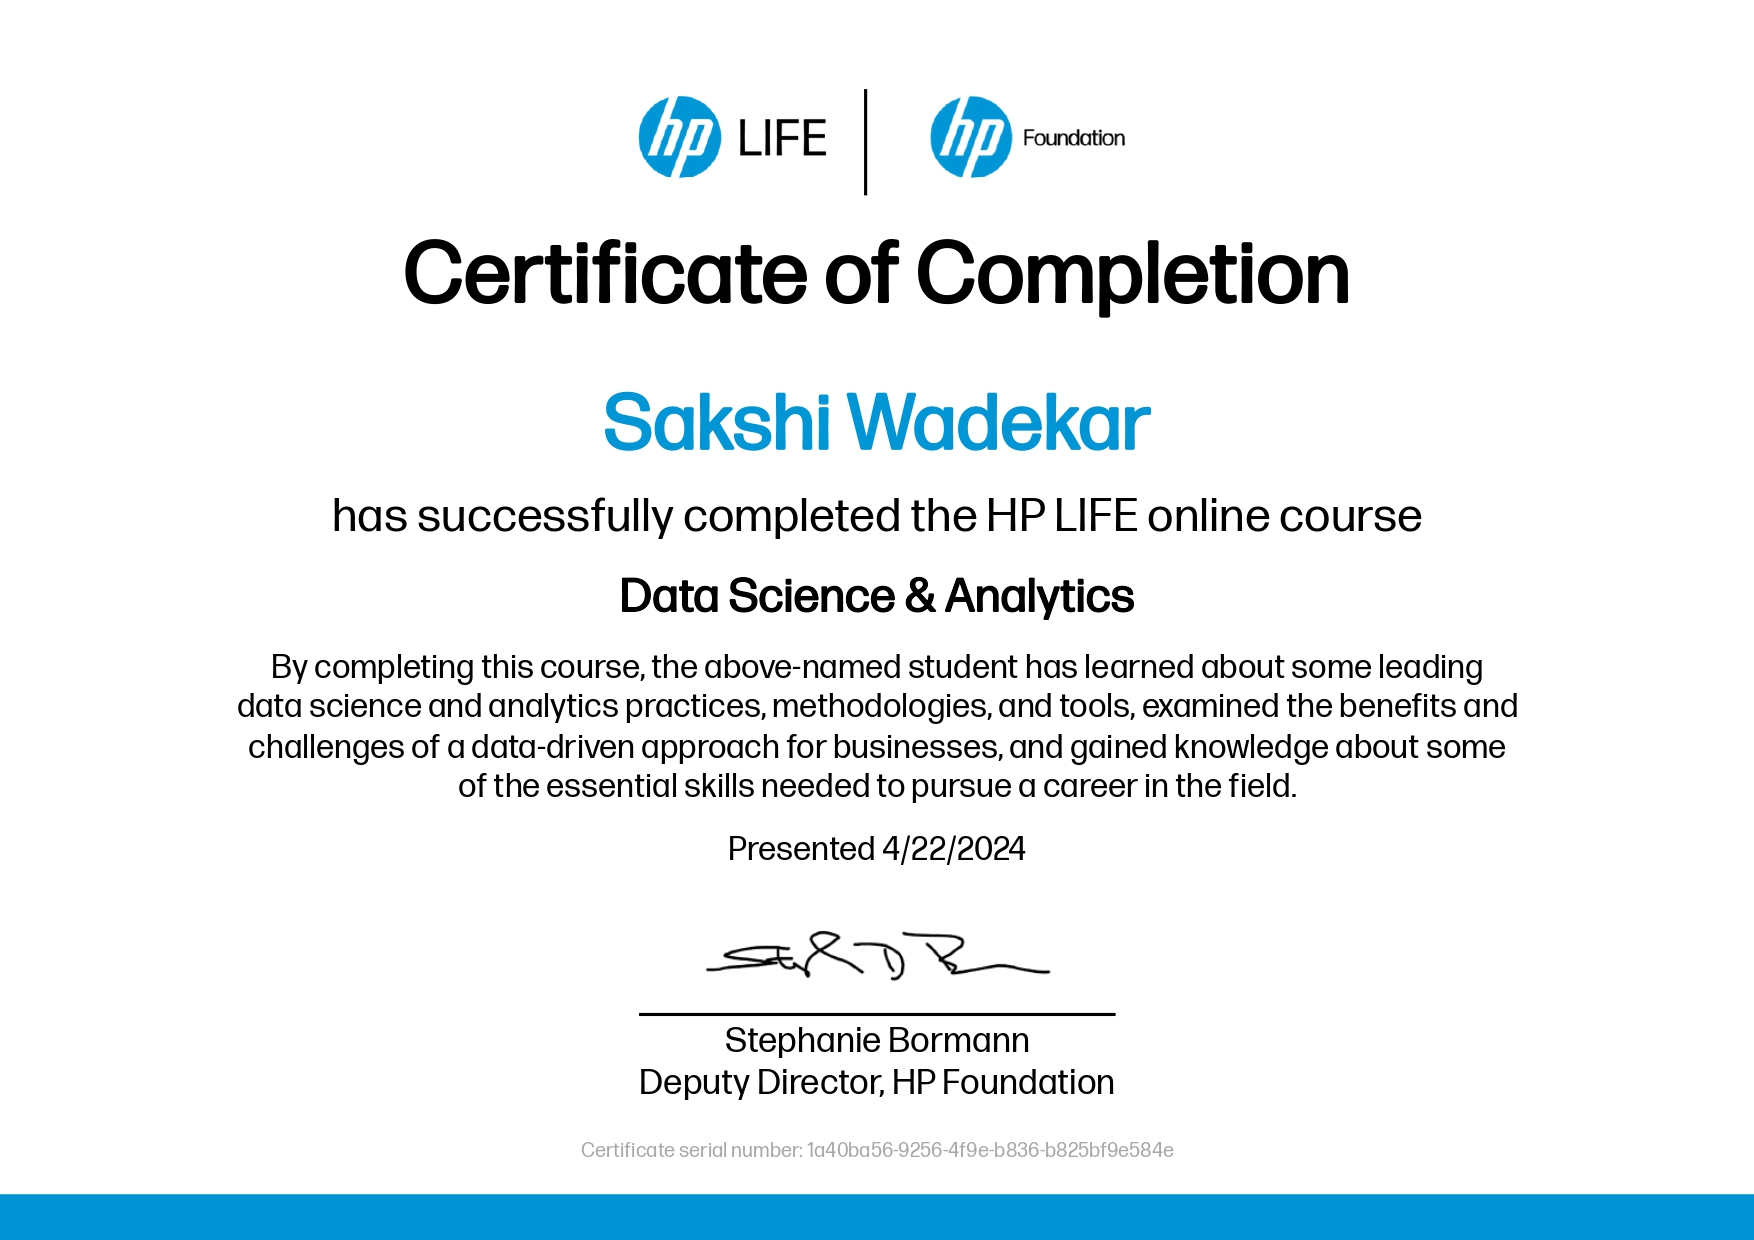 hp LIFE
hp Foundation
Certificate of Completion
Sakshi Wadekar
has successfully completed the HP LIFE online course
Data Science & Analytics
By completing this course, the above-named student has learned about some leading
data science and analytics practices, methodologies, and tools, examined the benefits and
challenges of a data-driven approach for businesses, and gained knowledge about some
of the essential skills needed to pursue a career in the field.
Presented 4/22/2024
Stephanie Bormann
Deputy Director, HP Foundation
Certificate serial number: 1a40ba56-9256-4f9e-b836-b825bf9e584e